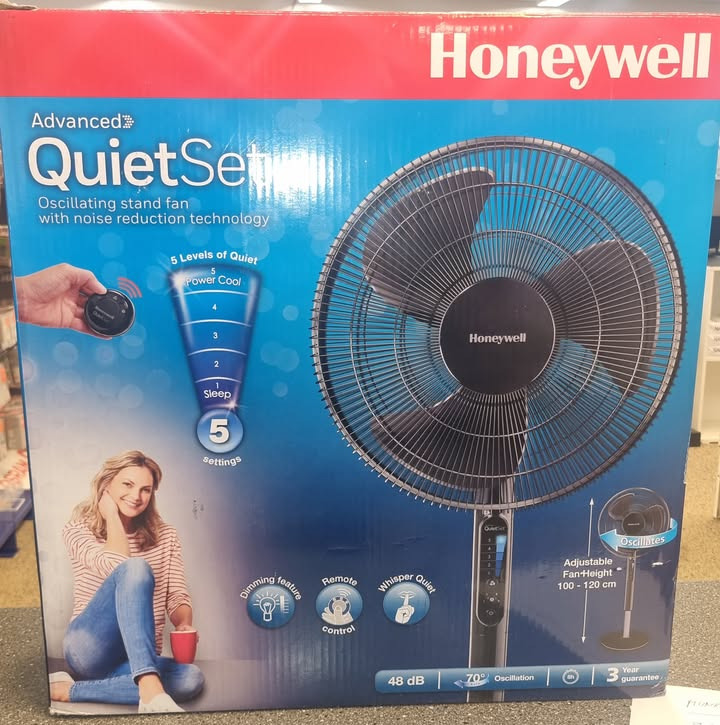 Honeywell
Advanced
QuietSet
Oscillating stand fan
with noise reduction technology
5 Levels of Quiet
5
Power Cool
4
3
2
1
Sleep
5
settings
Honeywell
QuietSet
Oscillates
Adjustable
Fan Height
100 - 120 cm
Dimming feature
Remote
control
Whisper Quiet
48 dB
70° Oscillation
8h
3 Year
guarantee